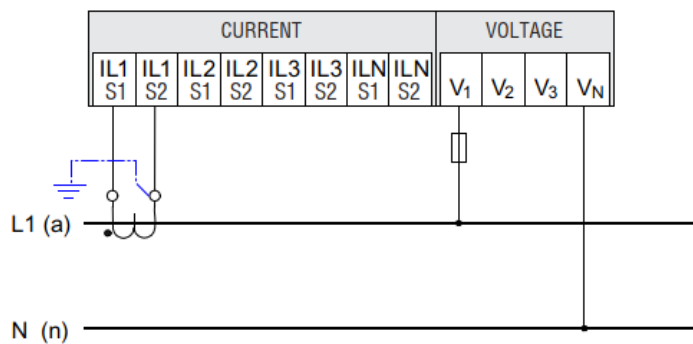 CURRENT VOLTAGE
IL1 IL1 IL2 IL2 IL3 IL3 ILN ILN
S1 S2 S1 S2 S1 S2 S1 S2
V1 V2 V3 VN
L1 (a)
N (n)